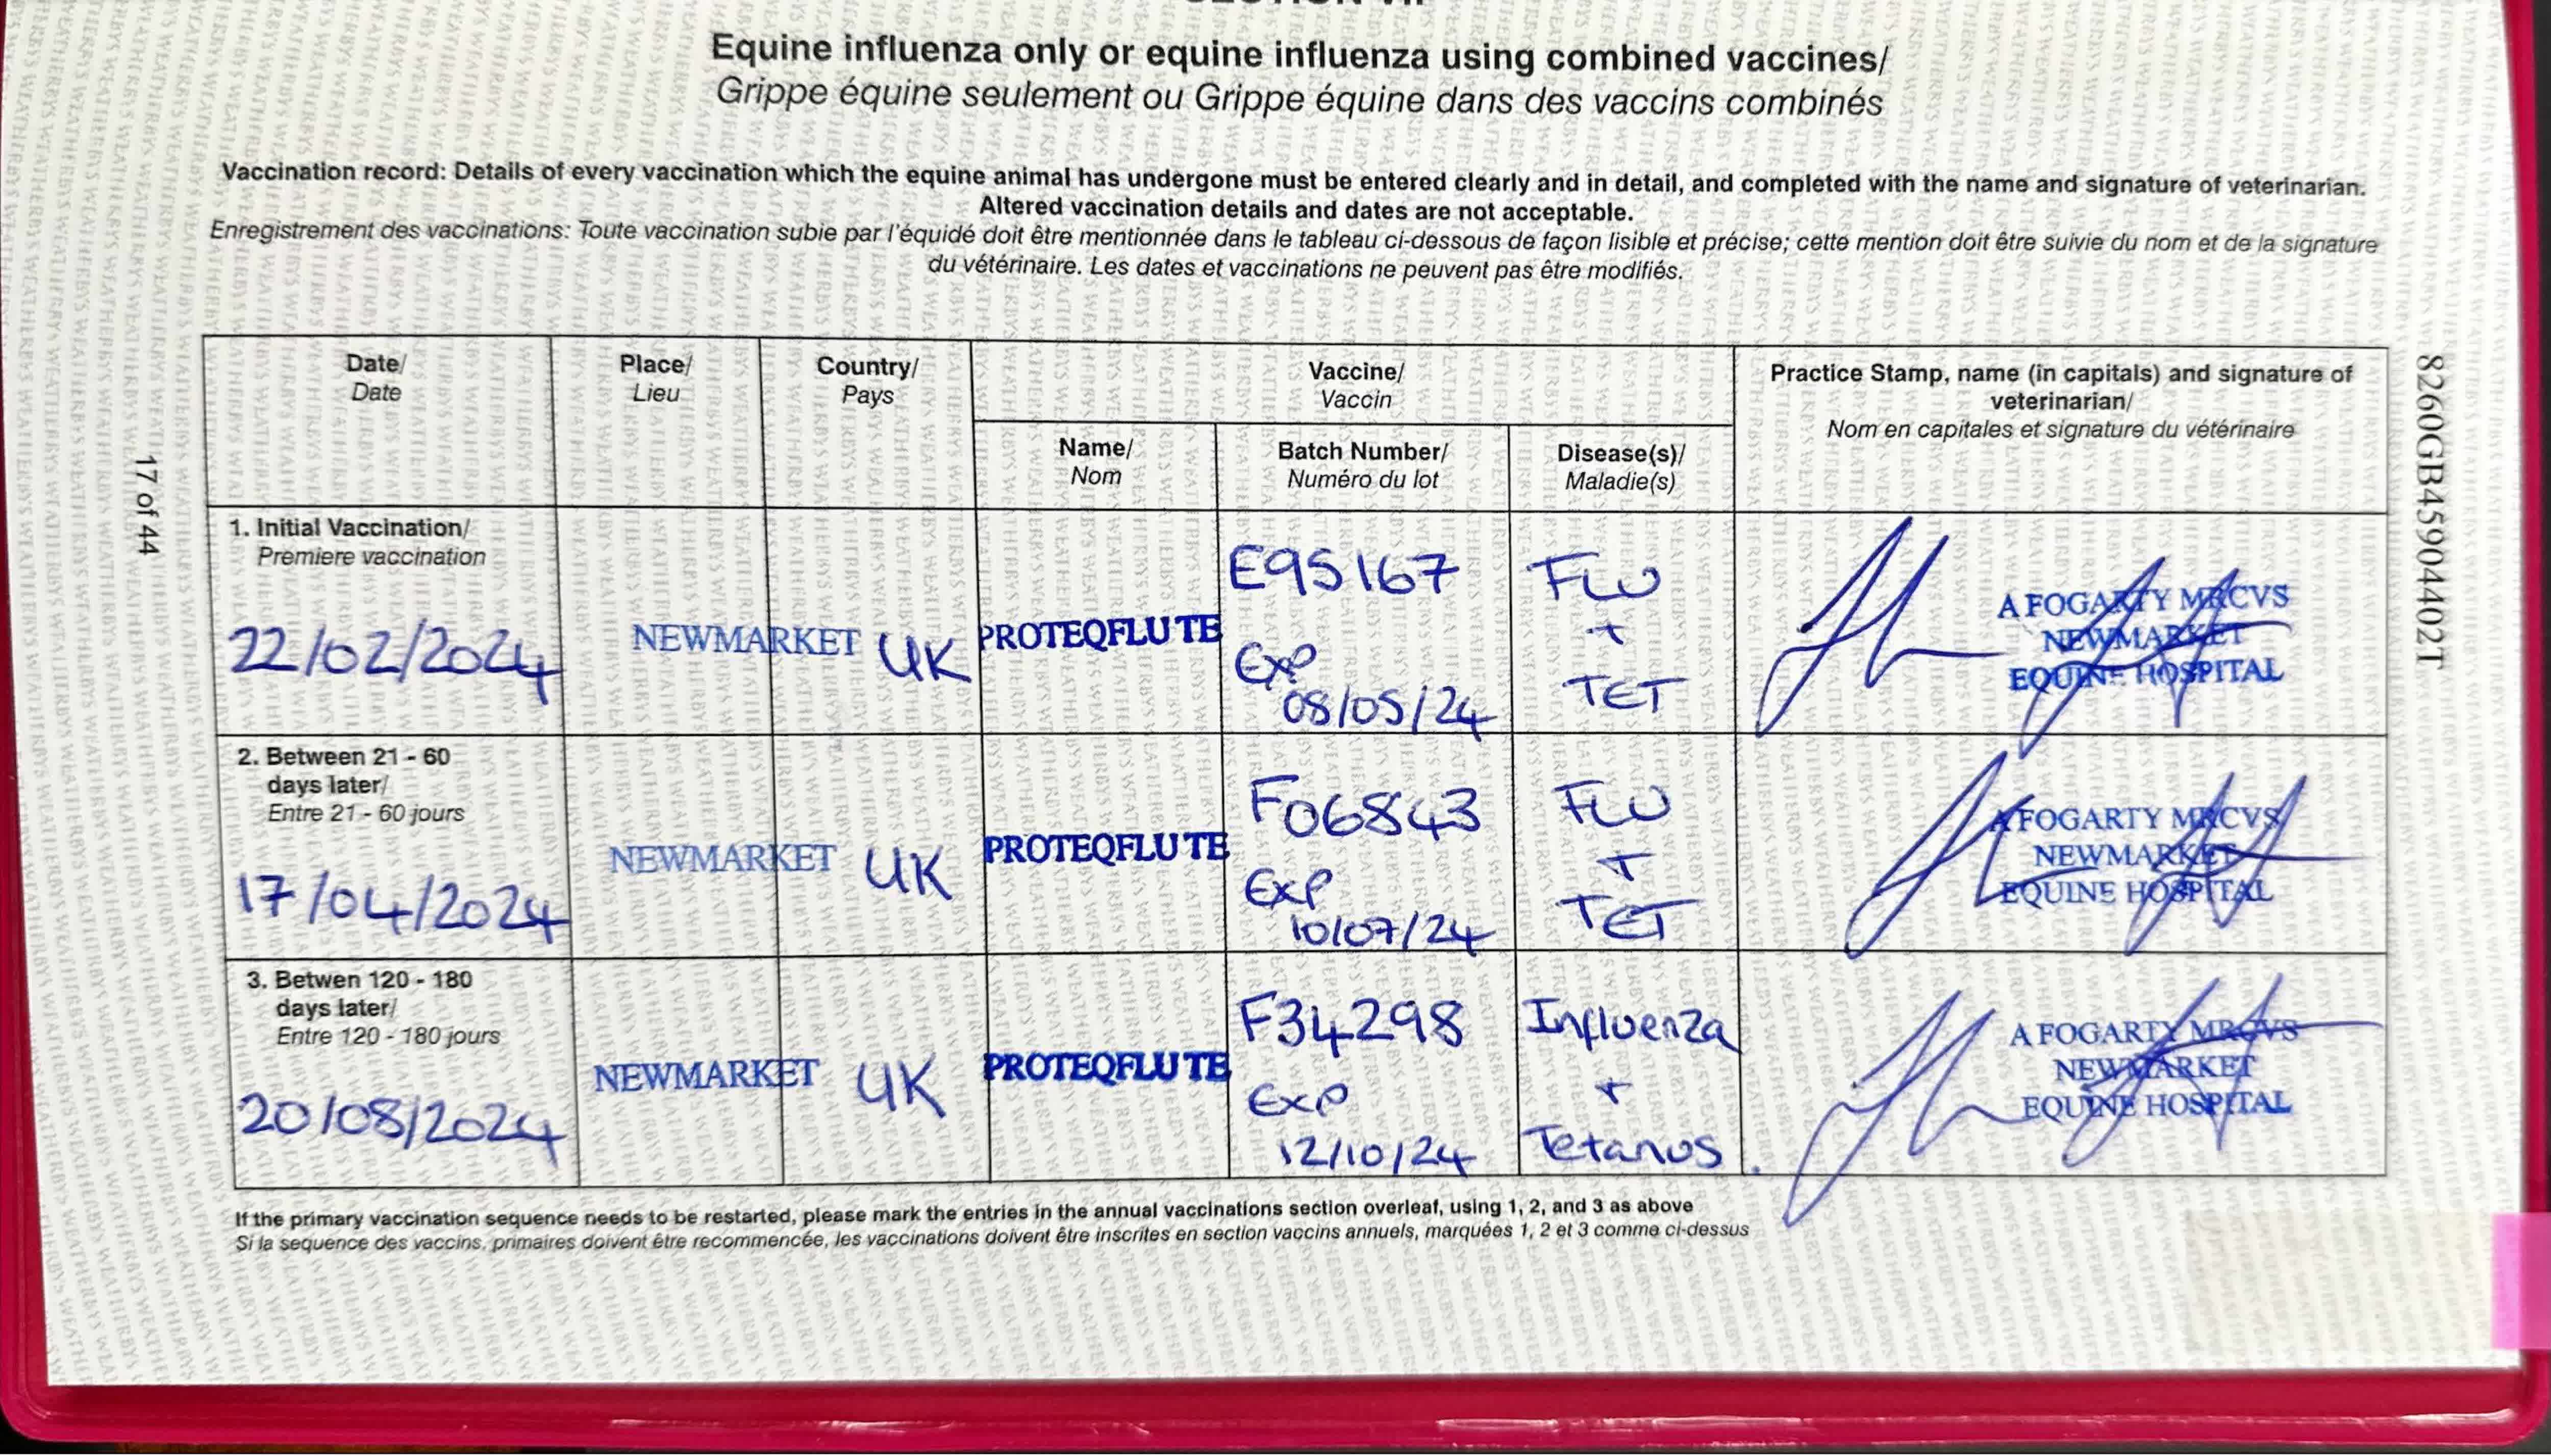 Equine influenza only or equine influenza using combined vaccines/
Grippe équine seulement ou Grippe équine dans des vaccins combinés
Vaccination record: Details of every vaccination which the equine animal has undergone must be entered clearly and in detail, and completed with the name and signature of veterinarian.
Altered vaccination details and dates are not acceptable.
Enregistrement des vaccinations: Toute vaccination subie par l'équidé doit être mentionnée dans le tableau ci-dessous de façon lisible et précise; cette mention doit être suivie du nom et de la signature
du vétérinaire. Les dates et vaccinations ne peuvent pas être modifiés.
Date/
Date
Place/
Lieu
Country/
Pays
Vaccine/
Vaccin
Name/
Nom
Batch Number/
Numéro du lot
Disease(s)/
Maladie(s)
Practice Stamp, name (in capitals) and signature of
veterinarian/
Nom en capitales et signature du vétérinaire
1. Initial Vaccination/
Premiere vaccination
22/02/2024
NEWMARKET
UK
PROTEQFLU TE
E95167
Exp
08/05/24
FLU
+
TET
A FOGARTY MRCVS
NEWMARKET
EQUINE HOSPITAL
2. Between 21 - 60
days later/
Entre 21 - 60 jours
17/04/2024
NEWMARKET
UK
PROTEQFLU TE
F06843
Exp
10/07/24
FLU
+
TET
A FOGARTY MRCVS
NEWMARKET
EQUINE HOSPITAL
3. Betwen 120 - 180
days later/
Entre 120 - 180 jours
20/08/2024
NEWMARKET
UK
PROTEQFLU TE
F34298
Exp
12/10/24
Influenza
+
Tetanus
A FOGARTY MRCVS
NEWMARKET
EQUINE HOSPITAL
If the primary vaccination sequence needs to be restarted, please mark the entries in the annual vaccinations section overleaf, using 1, 2, and 3 as above
Si la sequence des vaccins, primaires doivent être recommencée, les vaccinations doivent être inscrites en section vaccins annuels, marquées 1, 2 et 3 comme ci-dessus
17 of 44
8260GB45904402T